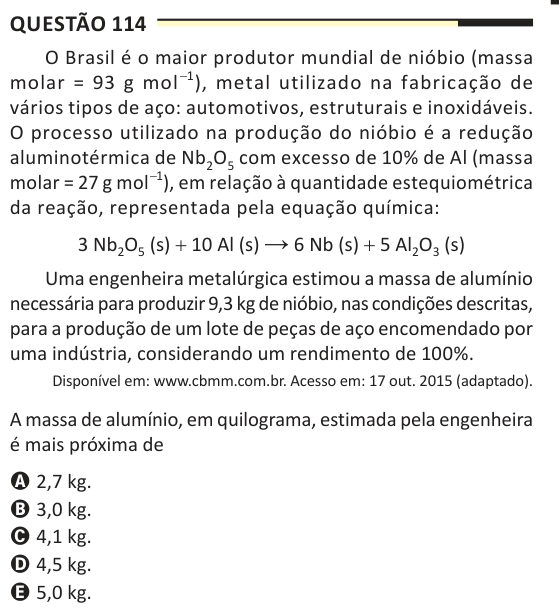 QUESTÃO 114
O Brasil é o maior produtor mundial de nióbio (massa
molar = 93 g mol⁻¹), metal utilizado na fabricação de
vários tipos de aço: automotivos, estruturais e inoxidáveis.
O processo utilizado na produção do nióbio é a redução
aluminotérmica de Nb₂O₅ com excesso de 10% de Al (massa
molar = 27 g mol⁻¹), em relação à quantidade estequiométrica
da reação, representada pela equação química:
3 Nb₂O₅ (s) + 10 Al (s) → 6 Nb (s) + 5 Al₂O₃ (s)
Uma engenheira metalúrgica estimou a massa de alumínio
necessária para produzir 9,3 kg de nióbio, nas condições descritas,
para a produção de um lote de peças de aço encomendado por
uma indústria, considerando um rendimento de 100%.
Disponível em: www.cbmm.com.br. Acesso em: 17 out. 2015 (adaptado).
A massa de alumínio, em quilograma, estimada pela engenheira
é mais próxima de
A 2,7 kg.
B 3,0 kg.
C 4,1 kg.
D 4,5 kg.
E 5,0 kg.